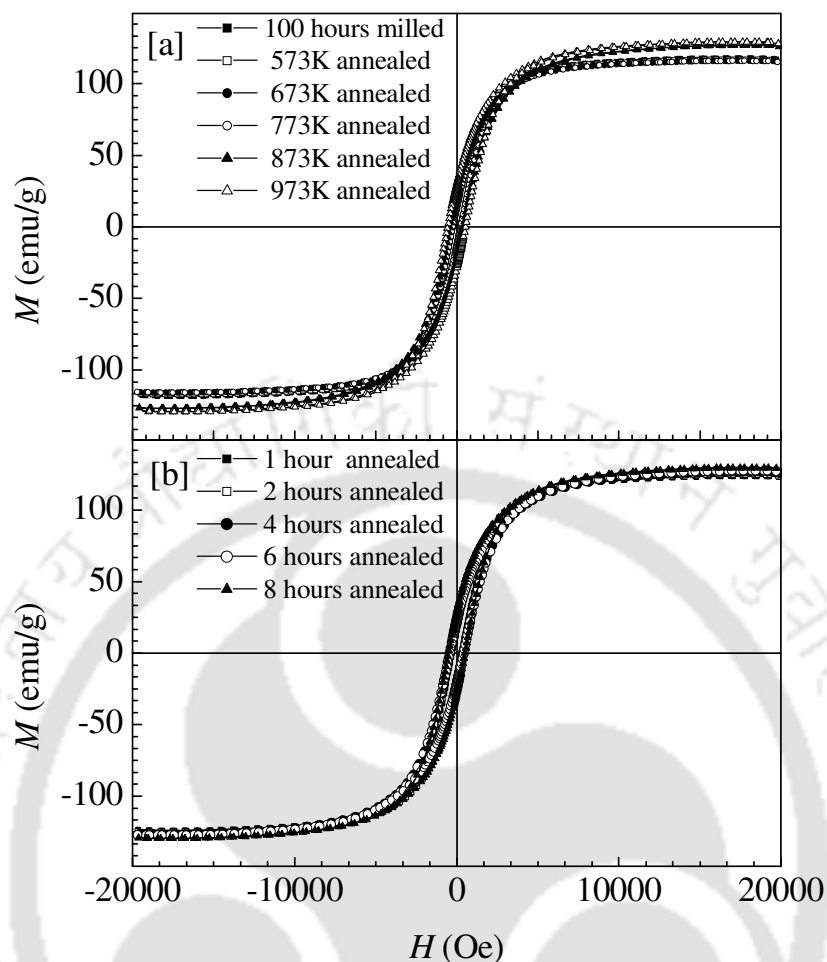 [a]
100 hours milled
573K annealed
673K annealed
773K annealed
873K annealed
973K annealed
100
50
0
-50
-100
M (emu/g)
[b]
1 hour annealed
2 hours annealed
4 hours annealed
6 hours annealed
8 hours annealed
100
50
0
-50
-100
M (emu/g)
-20000 -10000 0 10000 20000
H (Oe)